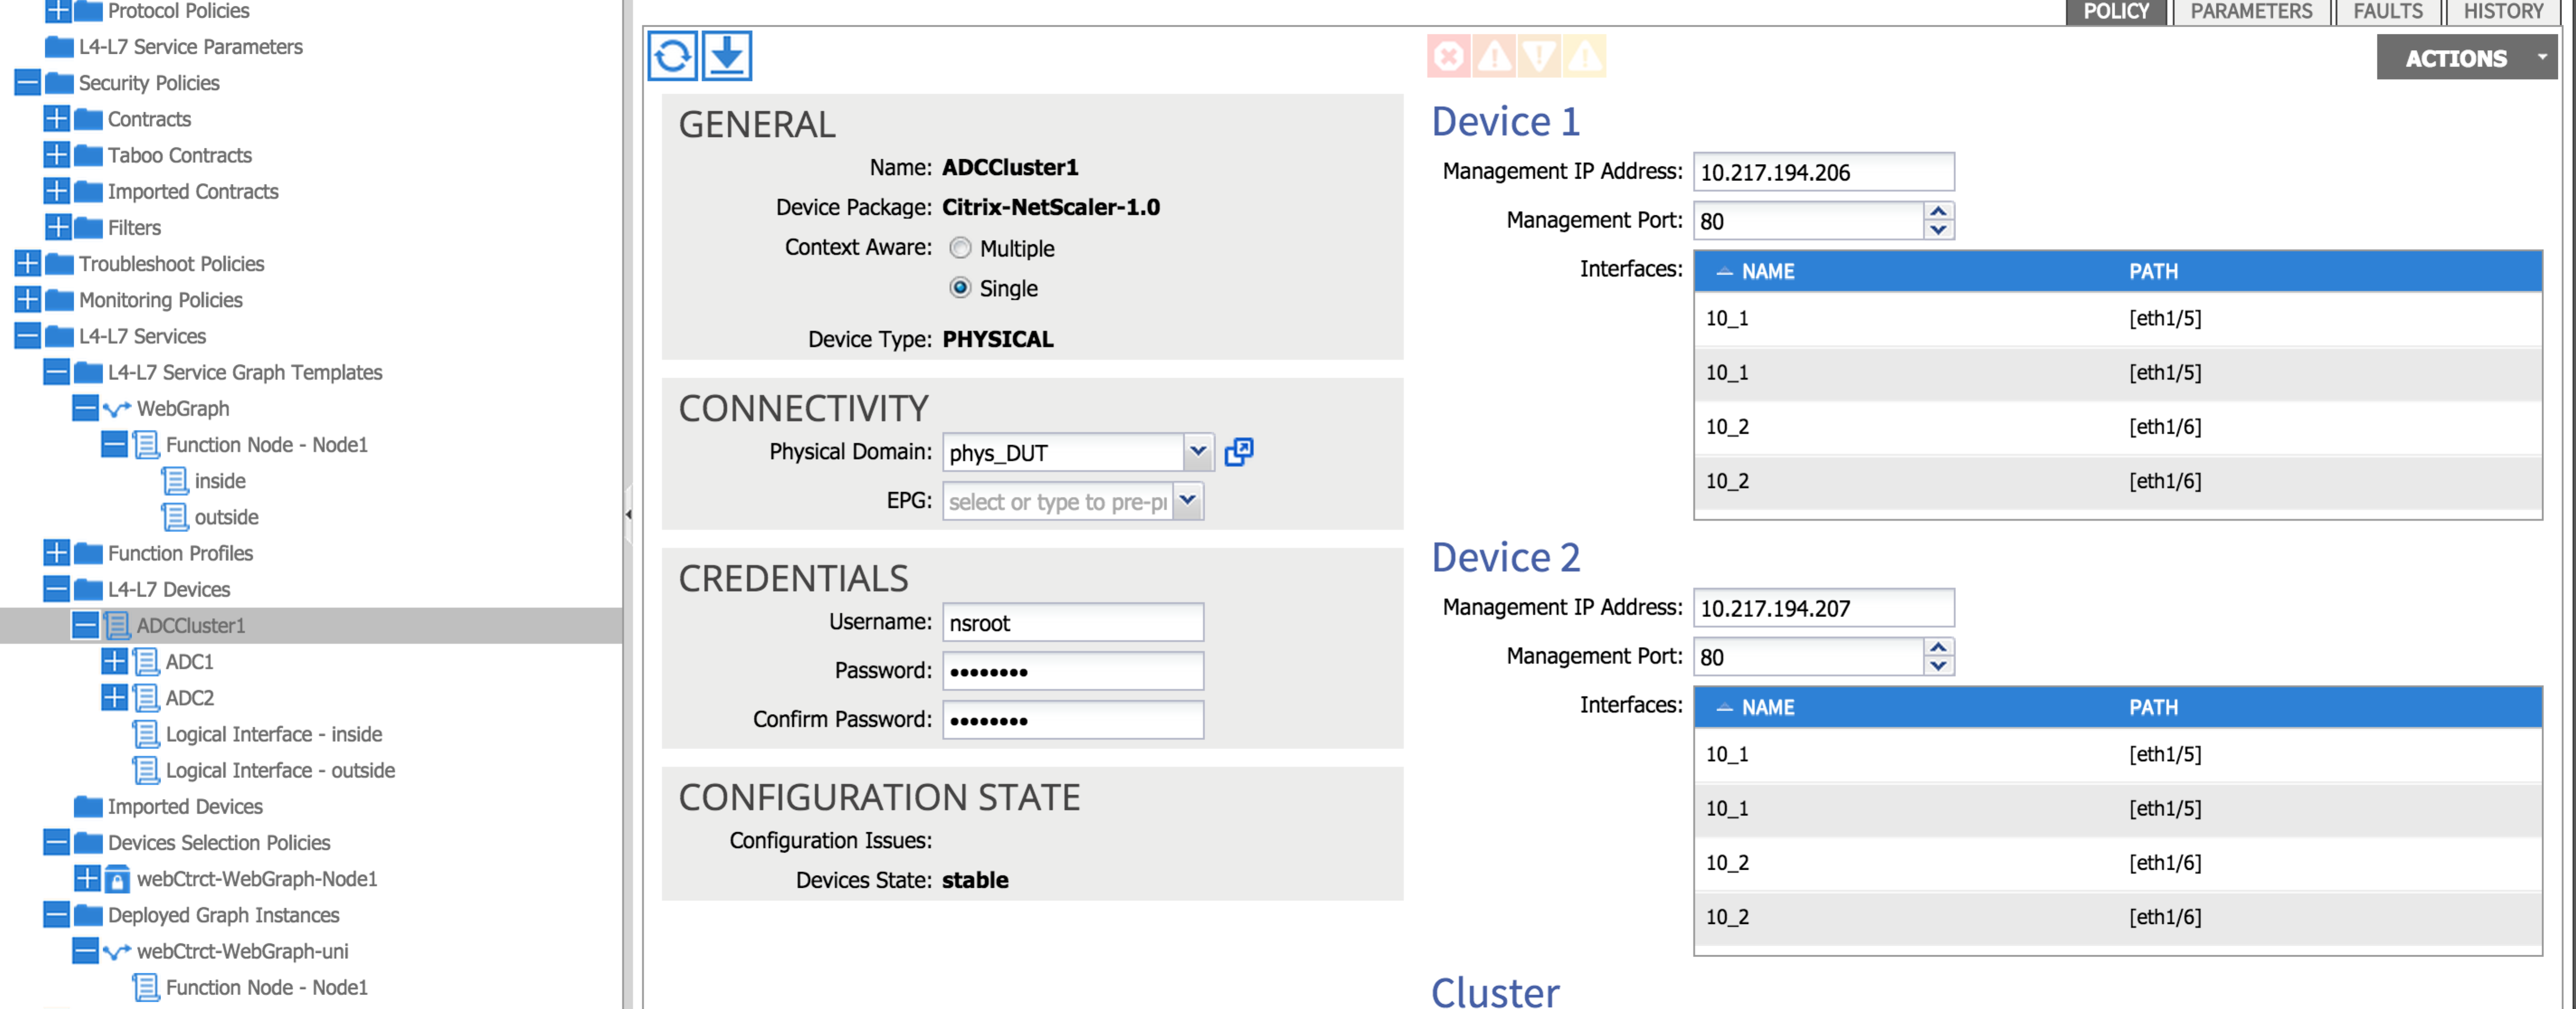 Protocol Policies
L4-L7 Service Parameters
Security Policies
Contracts
Taboo Contracts
Imported Contracts
Filters
Troubleshoot Policies
Monitoring Policies
L4-L7 Services
L4-L7 Service Graph Templates
WebGraph
Function Node - Node1
inside
outside
Function Profiles
L4-L7 Devices
ADCCluster1
ADC1
ADC2
Logical Interface - inside
Logical Interface - outside
Imported Devices
Devices Selection Policies
webCtrct-WebGraph-Node1
Deployed Graph Instances
webCtrct-WebGraph-uni
Function Node - Node1
POLICY PARAMETERS FAULTS HISTORY
ACTIONS
GENERAL
Name: ADCCluster1
Device Package: Citrix-NetScaler-1.0
Context Aware: Multiple
Single
Device Type: PHYSICAL
CONNECTIVITY
Physical Domain: phys_DUT
EPG: select or type to pre-p
CREDENTIALS
Username: nsroot
Password: ••••••••
Confirm Password: ••••••••
CONFIGURATION STATE
Configuration Issues:
Devices State: stable
Device 1
Management IP Address: 10.217.194.206
Management Port: 80
Interfaces: NAME PATH
10_1 [eth1/5]
10_1 [eth1/5]
10_2 [eth1/6]
10_2 [eth1/6]
Device 2
Management IP Address: 10.217.194.207
Management Port: 80
Interfaces: NAME PATH
10_1 [eth1/5]
10_1 [eth1/5]
10_2 [eth1/6]
10_2 [eth1/6]
Cluster